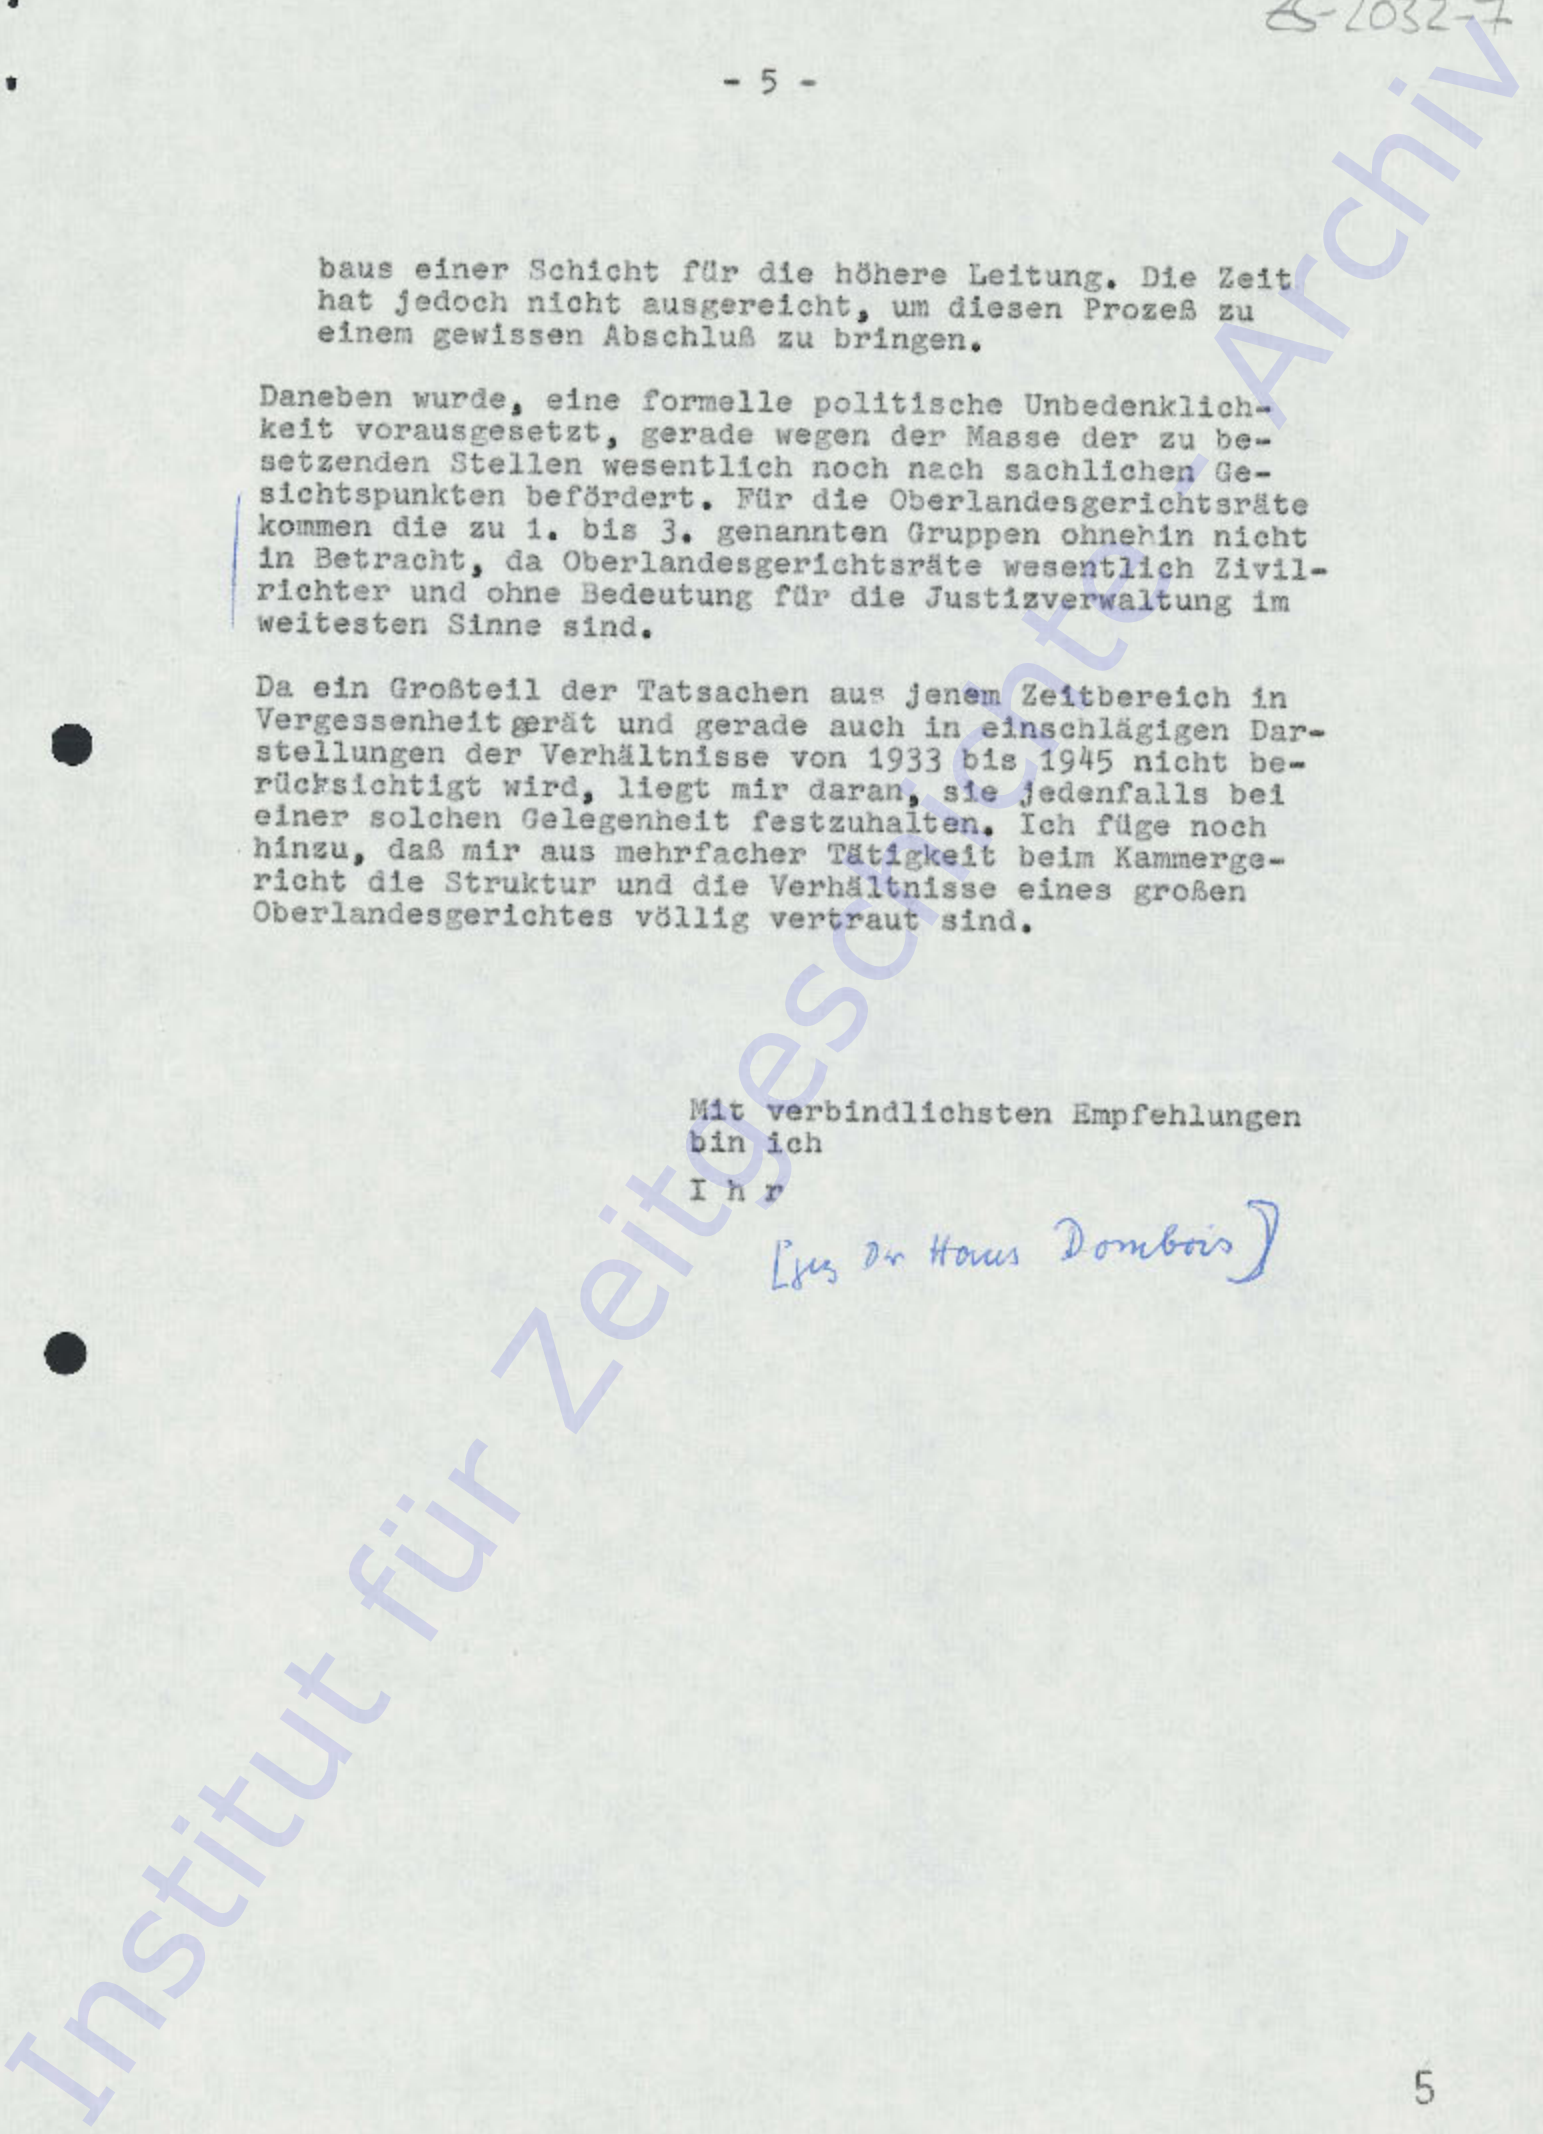 ZS-2032-7
- 5 -
baus einer Schicht für die höhere Leitung. Die Zeit
hat jedoch nicht ausgereicht, um diesen Prozeß zu
einem gewissen Abschluß zu bringen.
Daneben wurde, eine formelle politische Unbedenklich-
keit vorausgesetzt, gerade wegen der Masse der zu be-
setzenden Stellen wesentlich noch nach sachlichen Ge-
sichtspunkten befördert. Für die Oberlandesgerichtsräte
kommen die zu 1. bis 3. genannten Gruppen ohnehin nicht
in Betracht, da Oberlandesgerichtsräte wesentlich Zivil-
richter und ohne Bedeutung für die Justizverwaltung im
weitesten Sinne sind.
Da ein Großteil der Tatsachen aus jenem Zeitbereich in
Vergessenheit gerät und gerade auch in einschlägigen Dar-
stellungen der Verhältnisse von 1933 bis 1945 nicht be-
rücksichtigt wird, liegt mir daran, sie jedenfalls bei
einer solchen Gelegenheit festzuhalten. Ich füge noch
hinzu, daß mir aus mehrfacher Tätigkeit beim Kammerge-
richt die Struktur und die Verhältnisse eines großen
Oberlandesgerichtes völlig vertraut sind.
Mit verbindlichsten Empfehlungen
bin ich
I h r
[gez Dr Hans Dombois]
5
Institut für Zeitgeschichte - Archiv